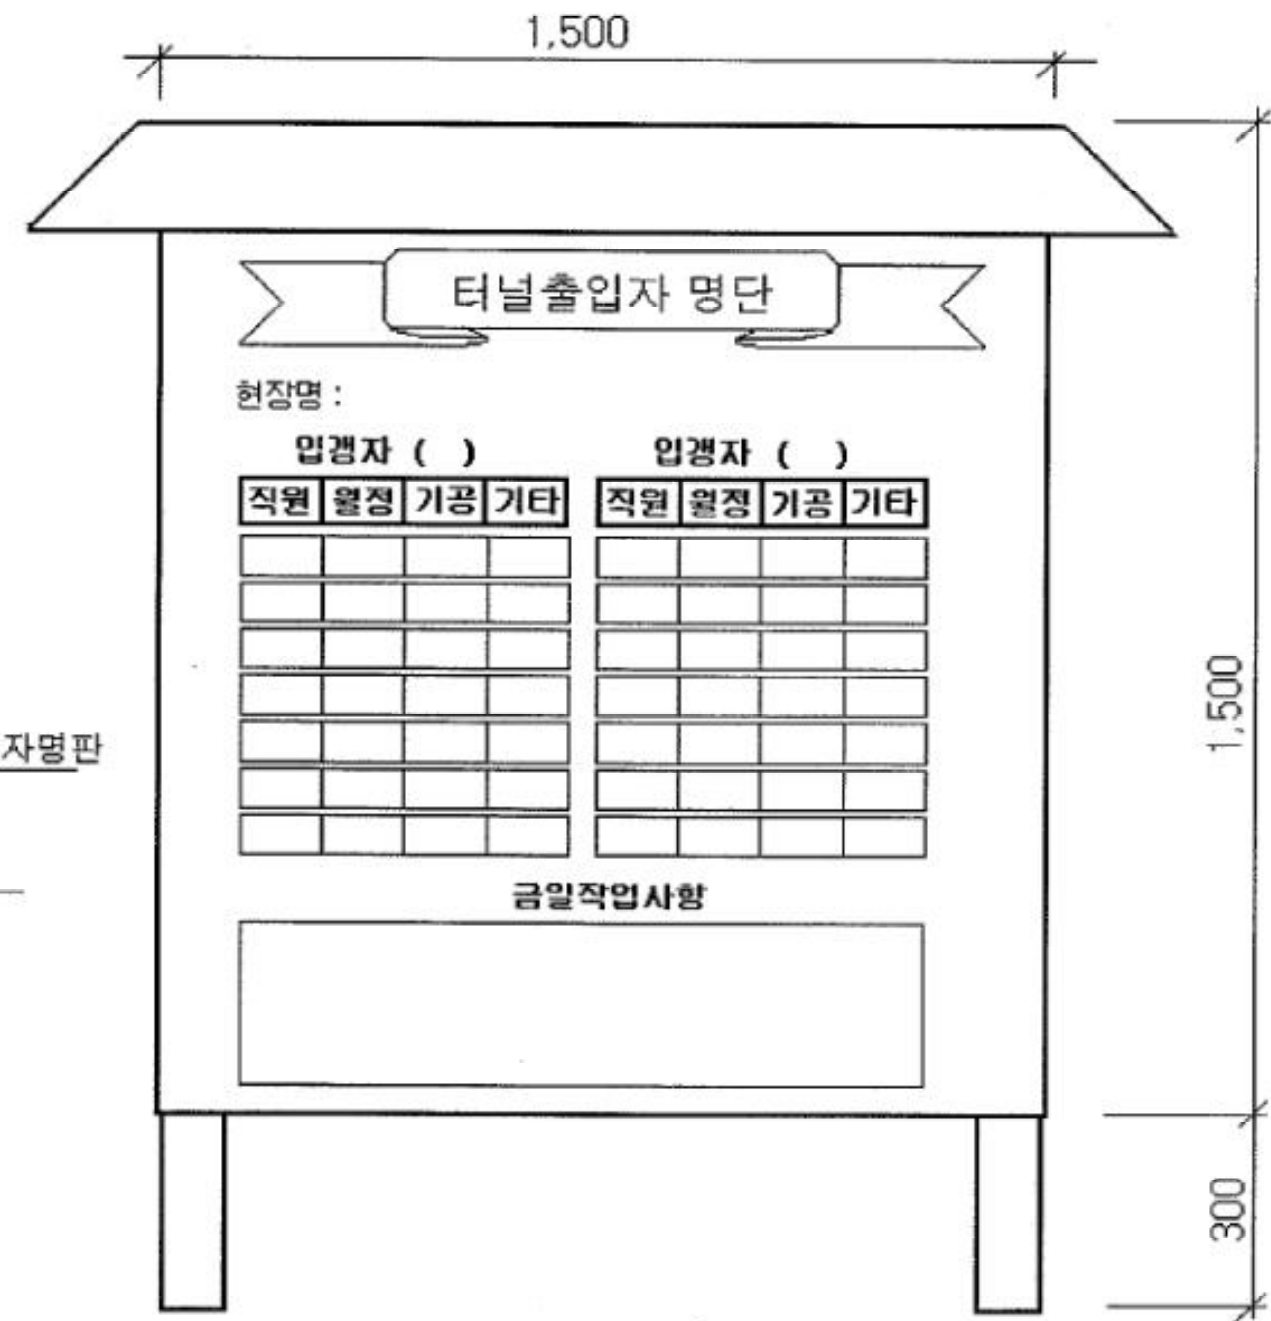 1,500
터널출입자 명단
현장명 :
입갱자 ( ) 입갱자 ( )
직원 월정 기공 기타 직원 월정 기공 기타
1,500
자명판
금일작업사항
300